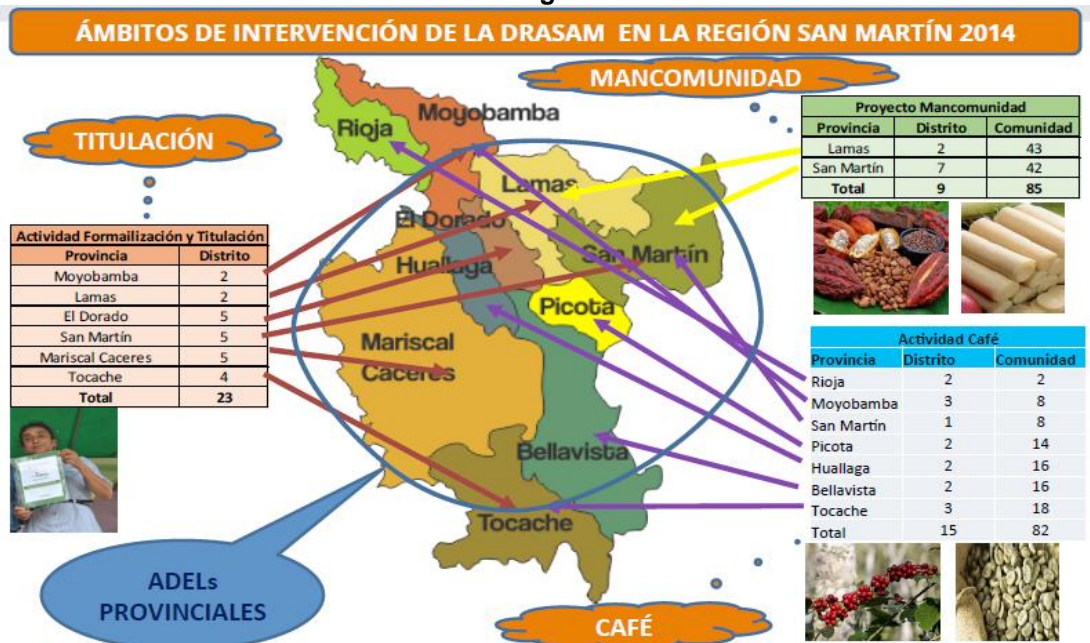 ÁMBITOS DE INTERVENCIÓN DE LA DRASAM EN LA REGIÓN SAN MARTÍN 2014
MANCOMUNIDAD
TITULACIÓN
Proyecto Mancomunidad
Provincia Distrito Comunidad
Lamas 2 43
San Martín 7 42
Total 9 85
Actividad Formailización y Titulación
Provincia Distrito
Moyobamba 2
Lamas 2
El Dorado 5
San Martín 5
Mariscal Caceres 5
Tocache 4
Total 23
Moyobamba
Rioja
Lamas
El Dorado
San Martín
Huallaga
Picota
Mariscal
Caceres
Bellavista
Tocache
Actividad Café
Provincia Distrito Comunidad
Rioja 2 2
Moyobamba 3 8
San Martín 1 8
Picota 2 14
Huallaga 2 16
Bellavista 2 16
Tocache 3 18
Total 15 82
ADELs
PROVINCIALES
CAFÉ